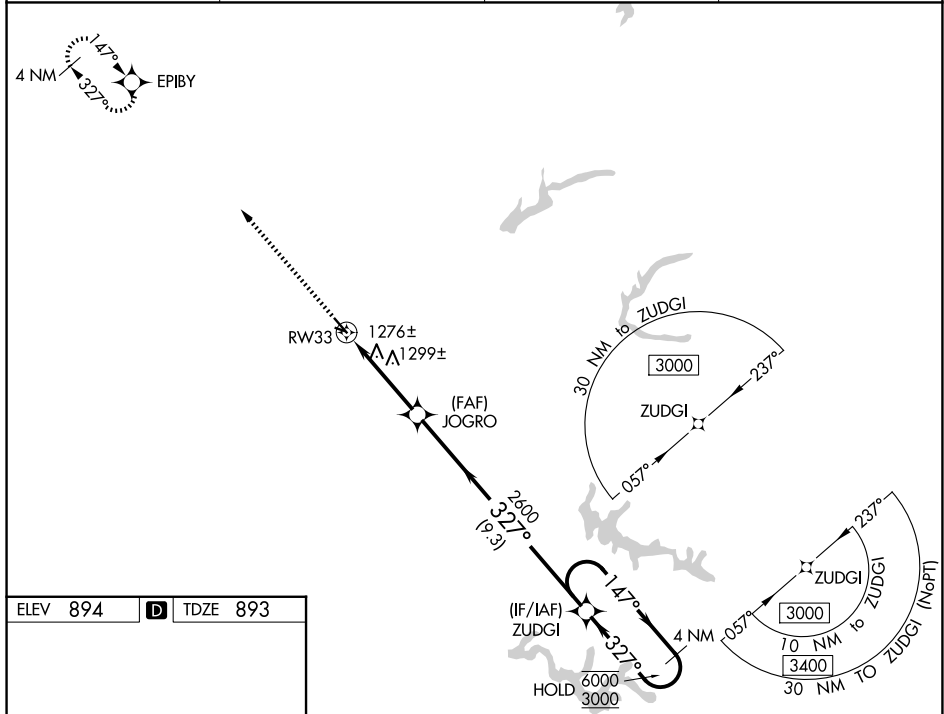 147°
4 NM
EPIBY
327°
30 NM to ZUDGI
RW33
1276±
1299±
3000
237°
(FAF)
JOGRO
ZUDGI
057°
2600
327°
(9.3)
237°
147°
ZUDGI
(IF/IAF)
ZUDGI
057°
3000
10 NM to ZUDGI
4 NM
327°
3400
HOLD
6000
3000
30 NM TO ZUDGI (NoPT)
ELEV 894 D TDZE 893